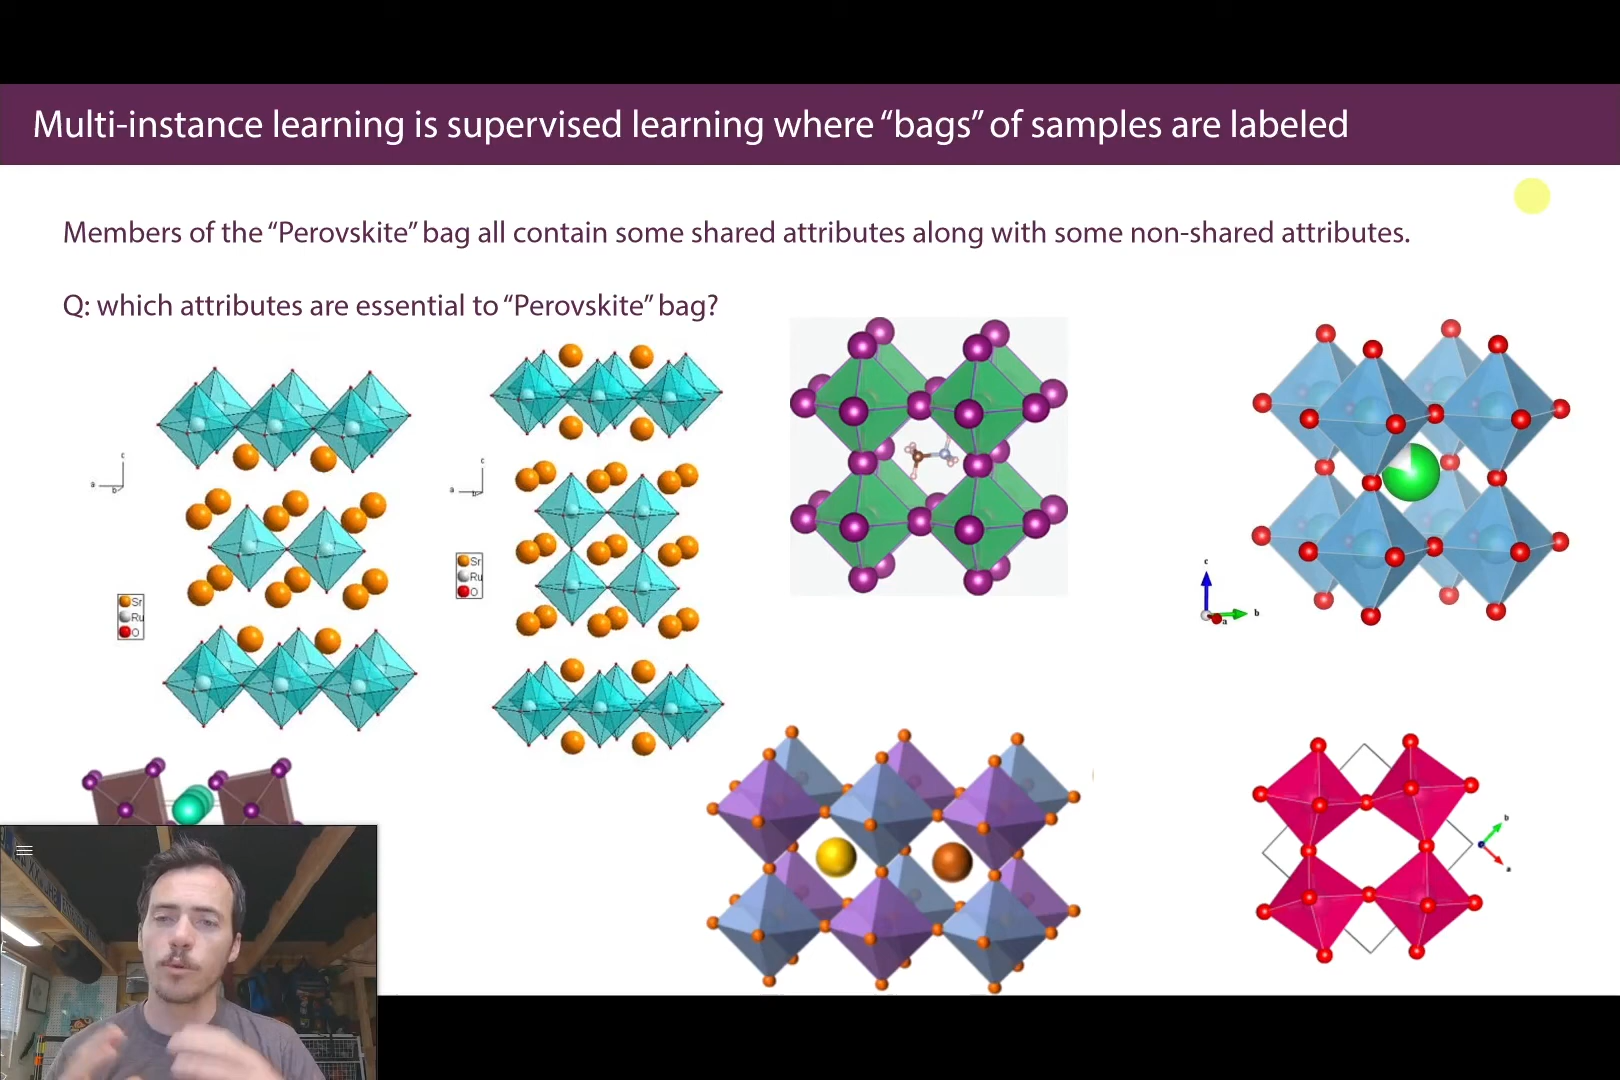 Multi-instance learning is supervised learning where “bags” of samples are labeled
Members of the “Perovskite” bag all contain some shared attributes along with some non-shared attributes.
Q: which attributes are essential to “Perovskite” bag?
c
a
b
Sr
Ru
O
c
a
b
Sr
Ru
O
c
b
a
b
a